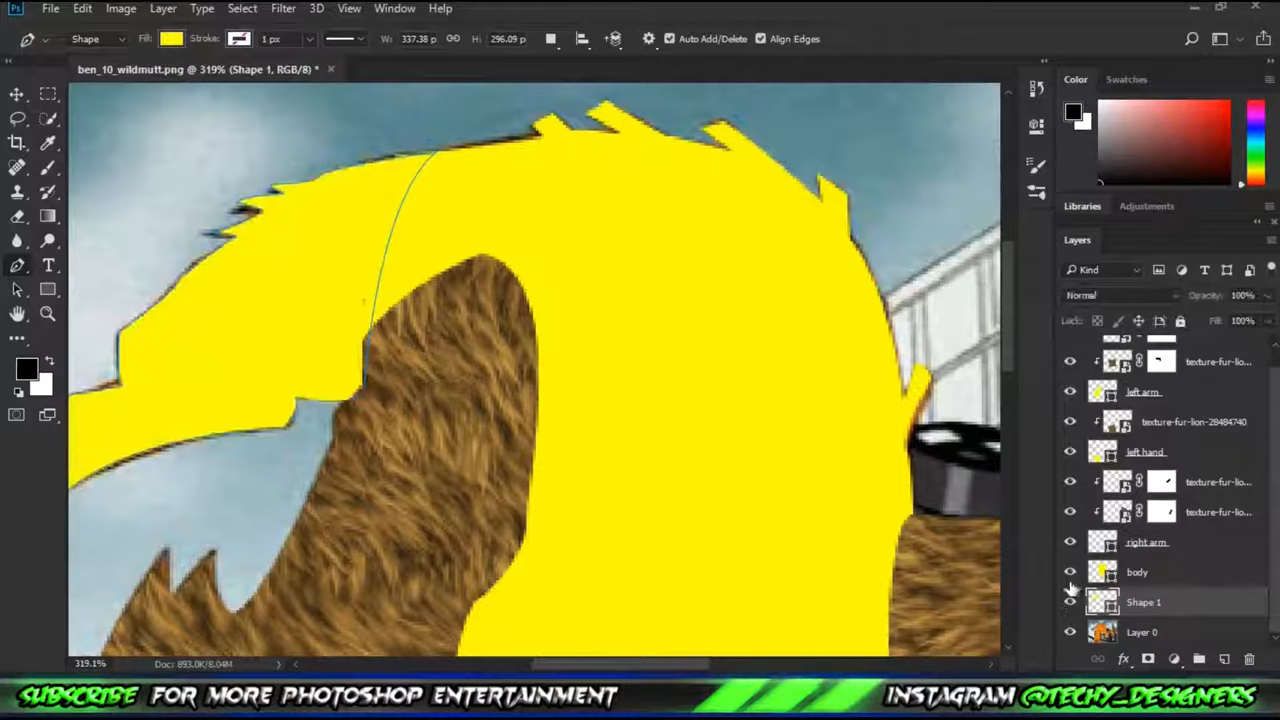 Ps File Edit Image Layer Type Select Filter 3D View Window Help
Shape Fill: Stroke: 1 px W: 337.38 p H: 296.09 p Auto Add/Delete Align Edges
ben_10_wildmutt.png @ 319% (Shape 1, RGB/8) *
Color Swatches
Libraries Adjustments
Layers
Kind
Normal Opacity: 100%
Lock: Fill: 100%
texture-fur-lio...
left arm
texture-fur-lion-28484740
left hand
texture-fur-lio...
texture-fur-lio...
right arm
body
Shape 1
Layer 0
319.1% Doc: 893.0K/8.04M
SUBSCRIBE FOR MORE PHOTOSHOP ENTERTAINMENT INSTAGRAM @TECHY_DESIGNERS